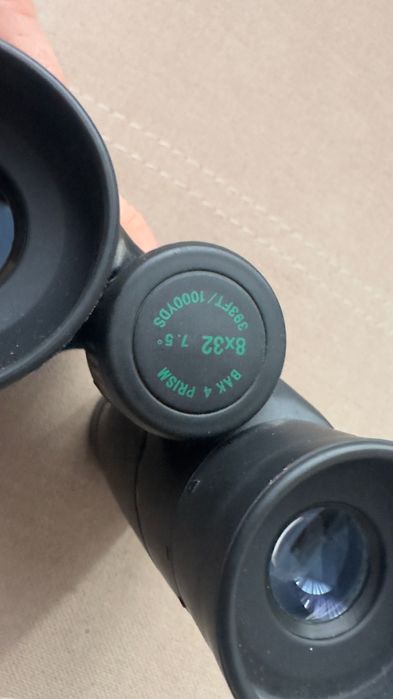 BAK 4 PRISM
8x32 7.5°
393FT/1000YDS